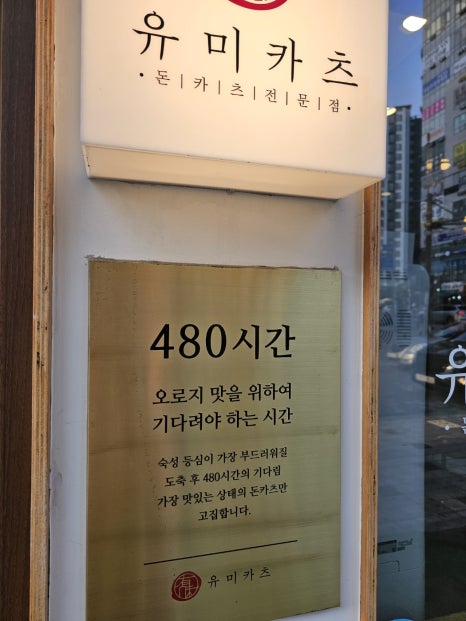 유미카츠
·돈|카|츠|전|문|점·
480시간
오로지 맛을 위하여
기다려야 하는 시간
숙성 등심이 가장 부드러워질
도축 후 480시간의 기다림
가장 맛있는 상태의 돈카츠만
고집합니다.
유미카츠